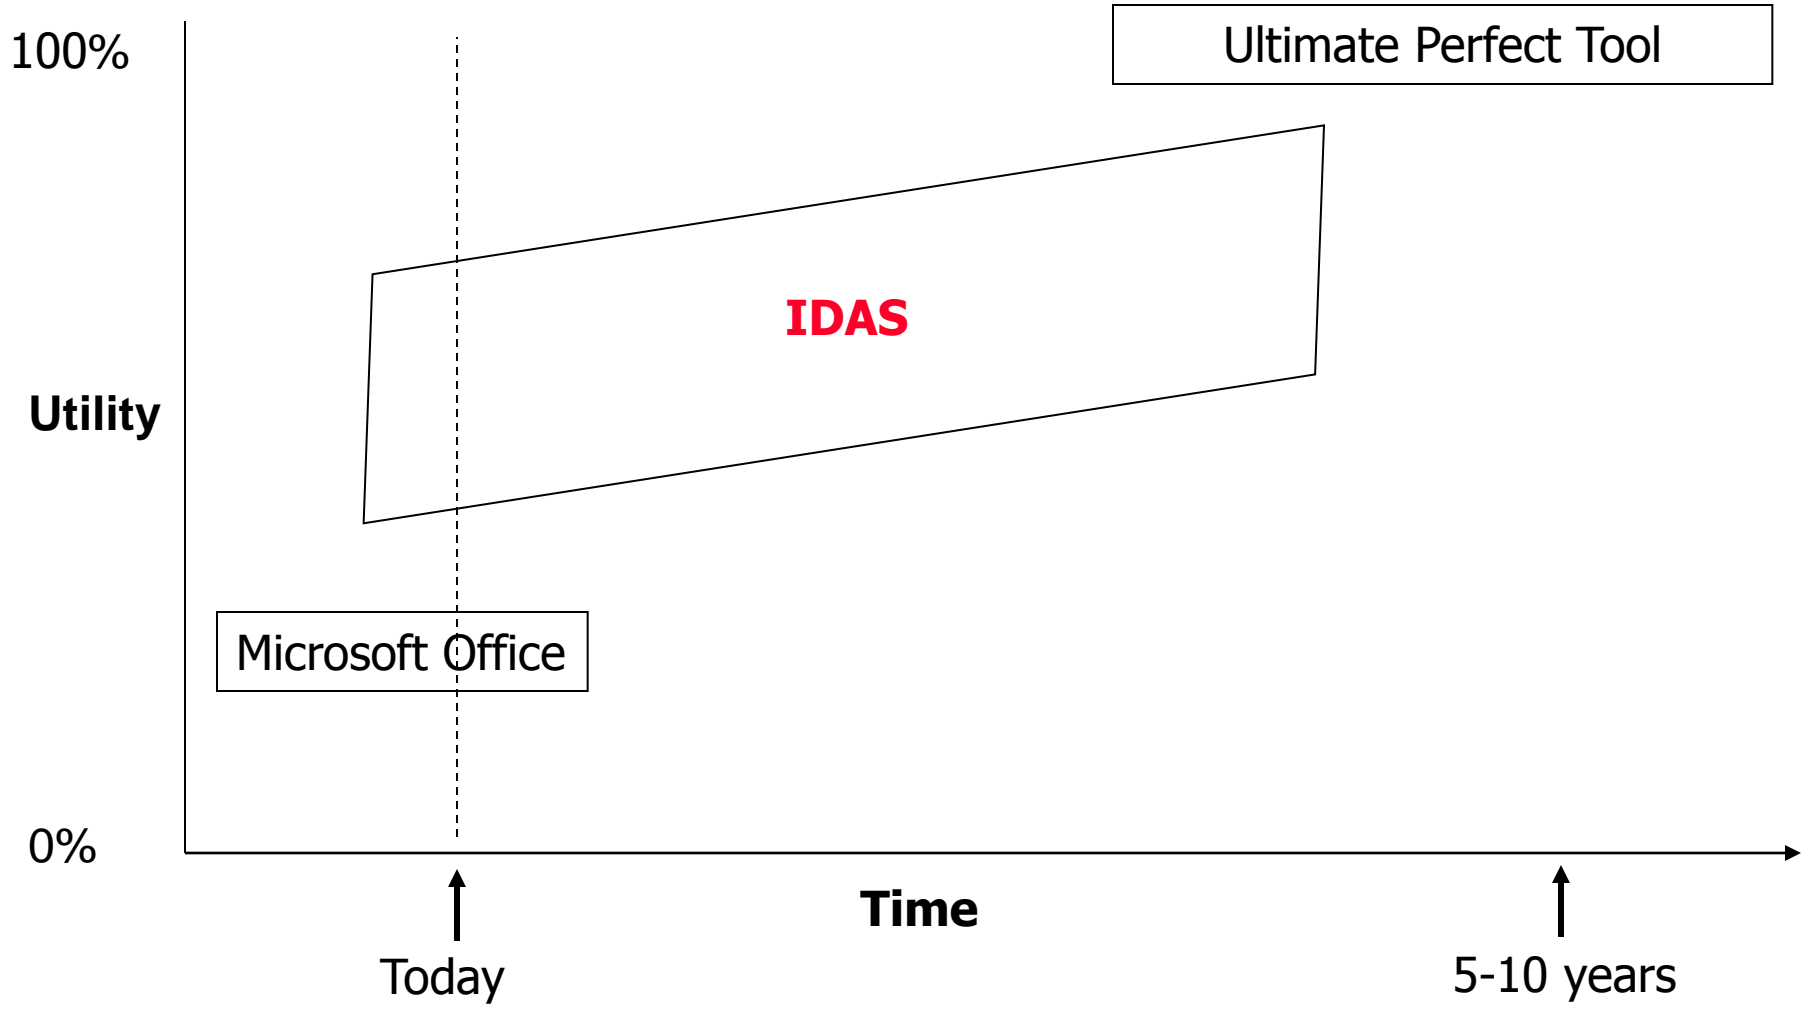 100%
Ultimate Perfect Tool
IDAS
Utility
Microsoft Office
0%
Time
Today
5-10 years